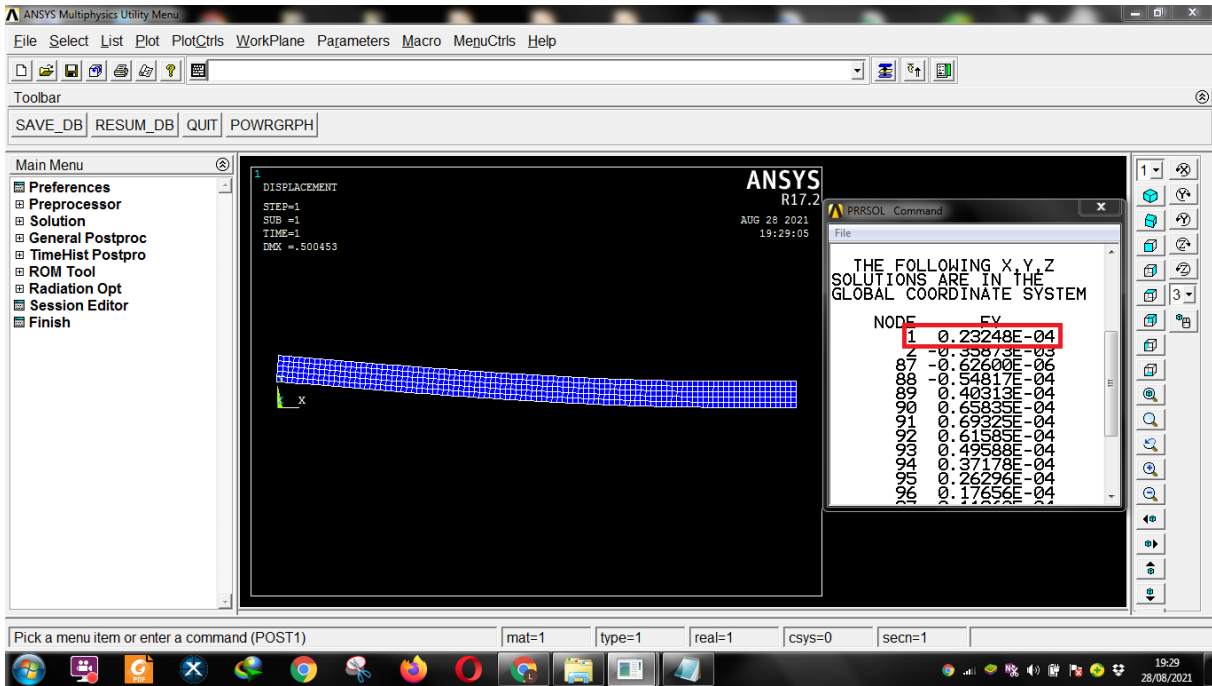 ANSYS Multiphysics Utility Menu
File Select List Plot PlotCtrls WorkPlane Parameters Macro MenuCtrls Help
Toolbar
SAVE_DB RESUM_DB QUIT POWRGRPH
Main Menu
Preferences
Preprocessor
Solution
General Postproc
TimeHist Postpro
ROM Tool
Radiation Opt
Session Editor
Finish
1
DISPLACEMENT
STEP=1
SUB =1
TIME=1
DMX =.500453
ANSYS
R17.2
AUG 28 2021
19:29:05
X
PRRSOL Command
File
THE FOLLOWING X,Y,Z
SOLUTIONS ARE IN THE
GLOBAL COORDINATE SYSTEM
NODE FY
1 0.23248E-04
2 -0.35873E-03
87 -0.62600E-06
88 -0.54817E-04
89 0.40313E-04
90 0.65835E-04
91 0.69325E-04
92 0.61585E-04
93 0.49588E-04
94 0.37178E-04
95 0.26296E-04
96 0.17656E-04
1
3
Pick a menu item or enter a command (POST1)
mat=1
type=1
real=1
csys=0
secn=1
PDF
19:29
28/08/2021